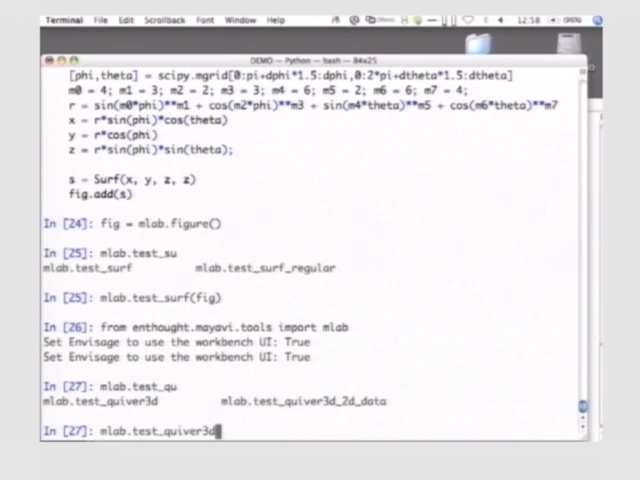 Terminal File Edit Scrollback Font Window Help 4 12:58
DEMO — Python — bash — 84x25
[phi,theta] = scipy.mgrid[0:pi+dphi*1.5:dphi,0:2*pi+dtheta*1.5:dtheta]
m0 = 4; m1 = 3; m2 = 2; m3 = 3; m4 = 6; m5 = 2; m6 = 6; m7 = 4;
r = sin(m0*phi)**m1 + cos(m2*phi)**m3 + sin(m4*theta)**m5 + cos(m6*theta)**m7
x = r*sin(phi)*cos(theta)
y = r*cos(phi)
z = r*sin(phi)*sin(theta);
s = Surf(x, y, z, z)
fig.add(s)
In [24]: fig = mlab.figure()
In [25]: mlab.test_su
mlab.test_surf mlab.test_surf_regular
In [25]: mlab.test_surf(fig)
In [26]: from enthought.mayavi.tools import mlab
Set Envisage to use the workbench UI: True
Set Envisage to use the workbench UI: True
In [27]: mlab.test_qu
mlab.test_quiver3d mlab.test_quiver3d_2d_data
In [27]: mlab.test_quiver3d